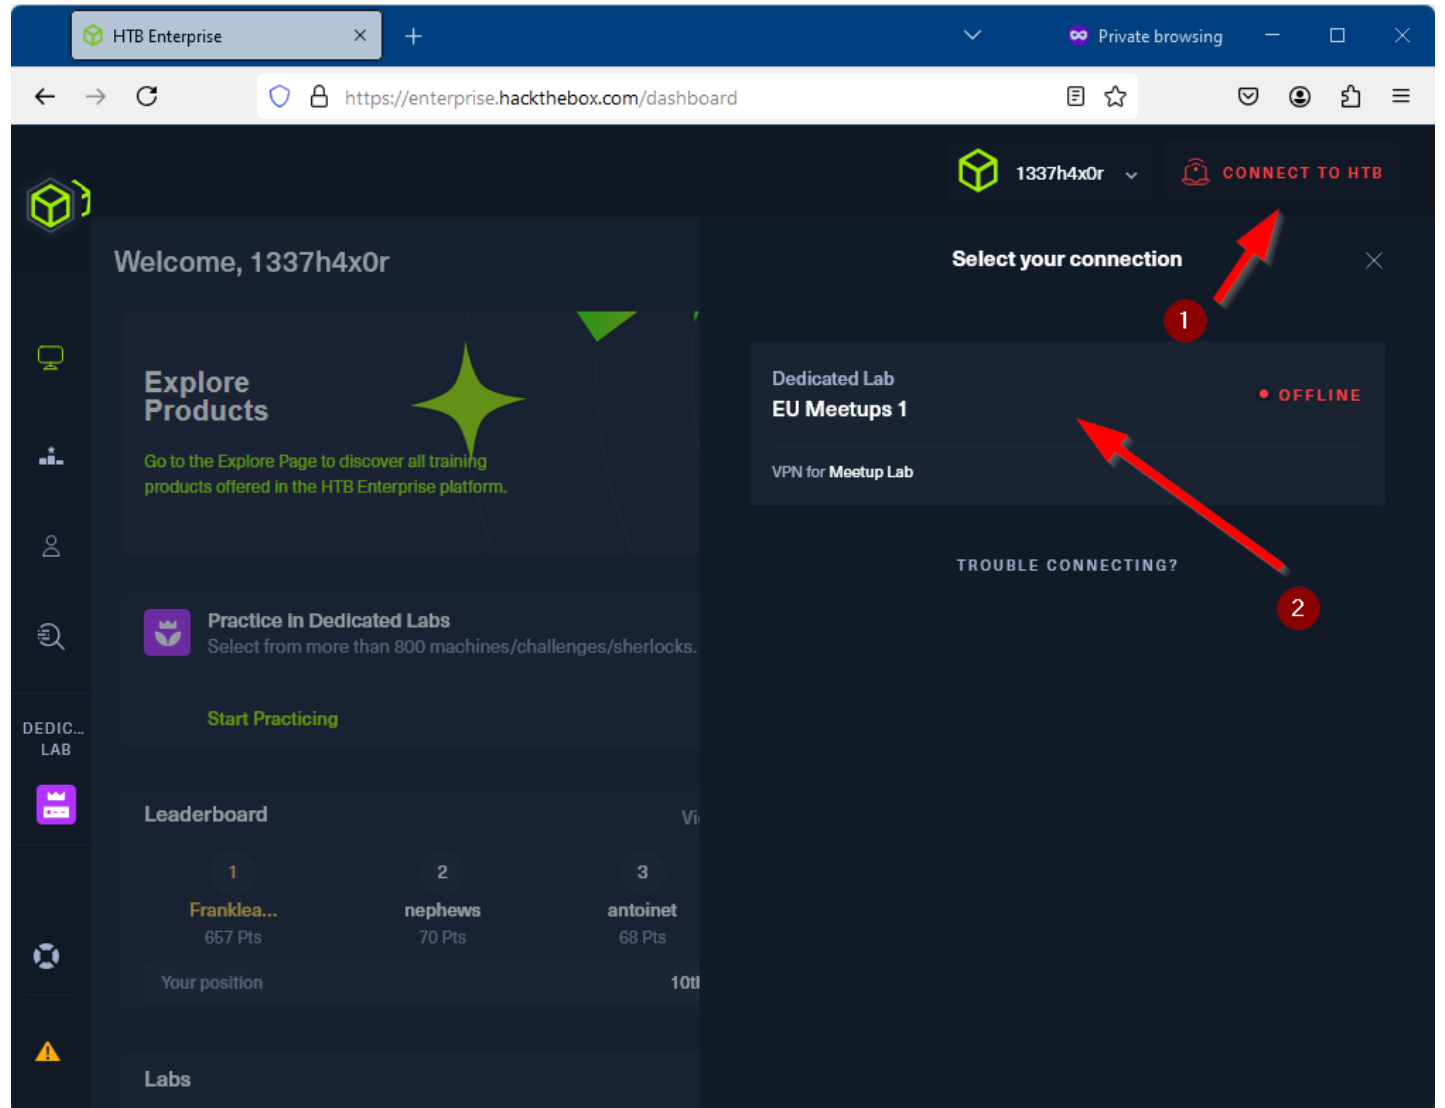 HTB Enterprise
Private browsing
https://enterprise.hackthebox.com/dashboard
1337h4x0r
CONNECT TO HTB
Welcome, 1337h4x0r
Select your connection
1
Explore
Products
Go to the Explore Page to discover all training
products offered in the HTB Enterprise platform.
Dedicated Lab
EU Meetups 1
OFFLINE
VPN for Meetup Lab
TROUBLE CONNECTING?
2
Practice in Dedicated Labs
Select from more than 800 machines/challenges/sherlocks.
Start Practicing
DEDIC...
LAB
Leaderboard
1 2 3
Franklea... nephews antoinet
657 Pts 70 Pts 68 Pts
Your position
Labs